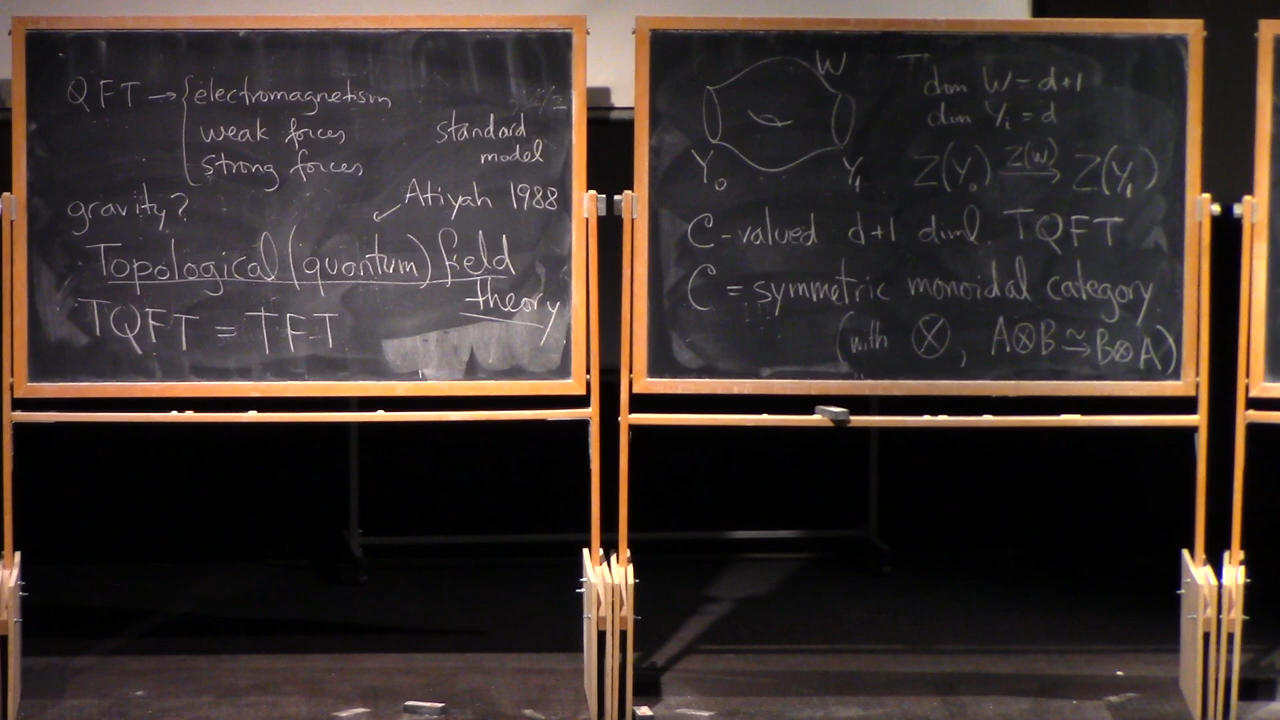 QFT → { electromagnetism
weak forces
strong forces
standard
model
gravity?
Atiyah 1988
Topological (quantum) field
theory
TQFT = TFT
W
Y₀
Y₁
dim W = d+1
dim Yᵢ = d
Z(Y₀) Z(W)→ Z(Y₁)
C-valued d+1 diml. TQFT
C = symmetric monoidal category
(with ⊗, A⊗B ≅→ B⊗A)